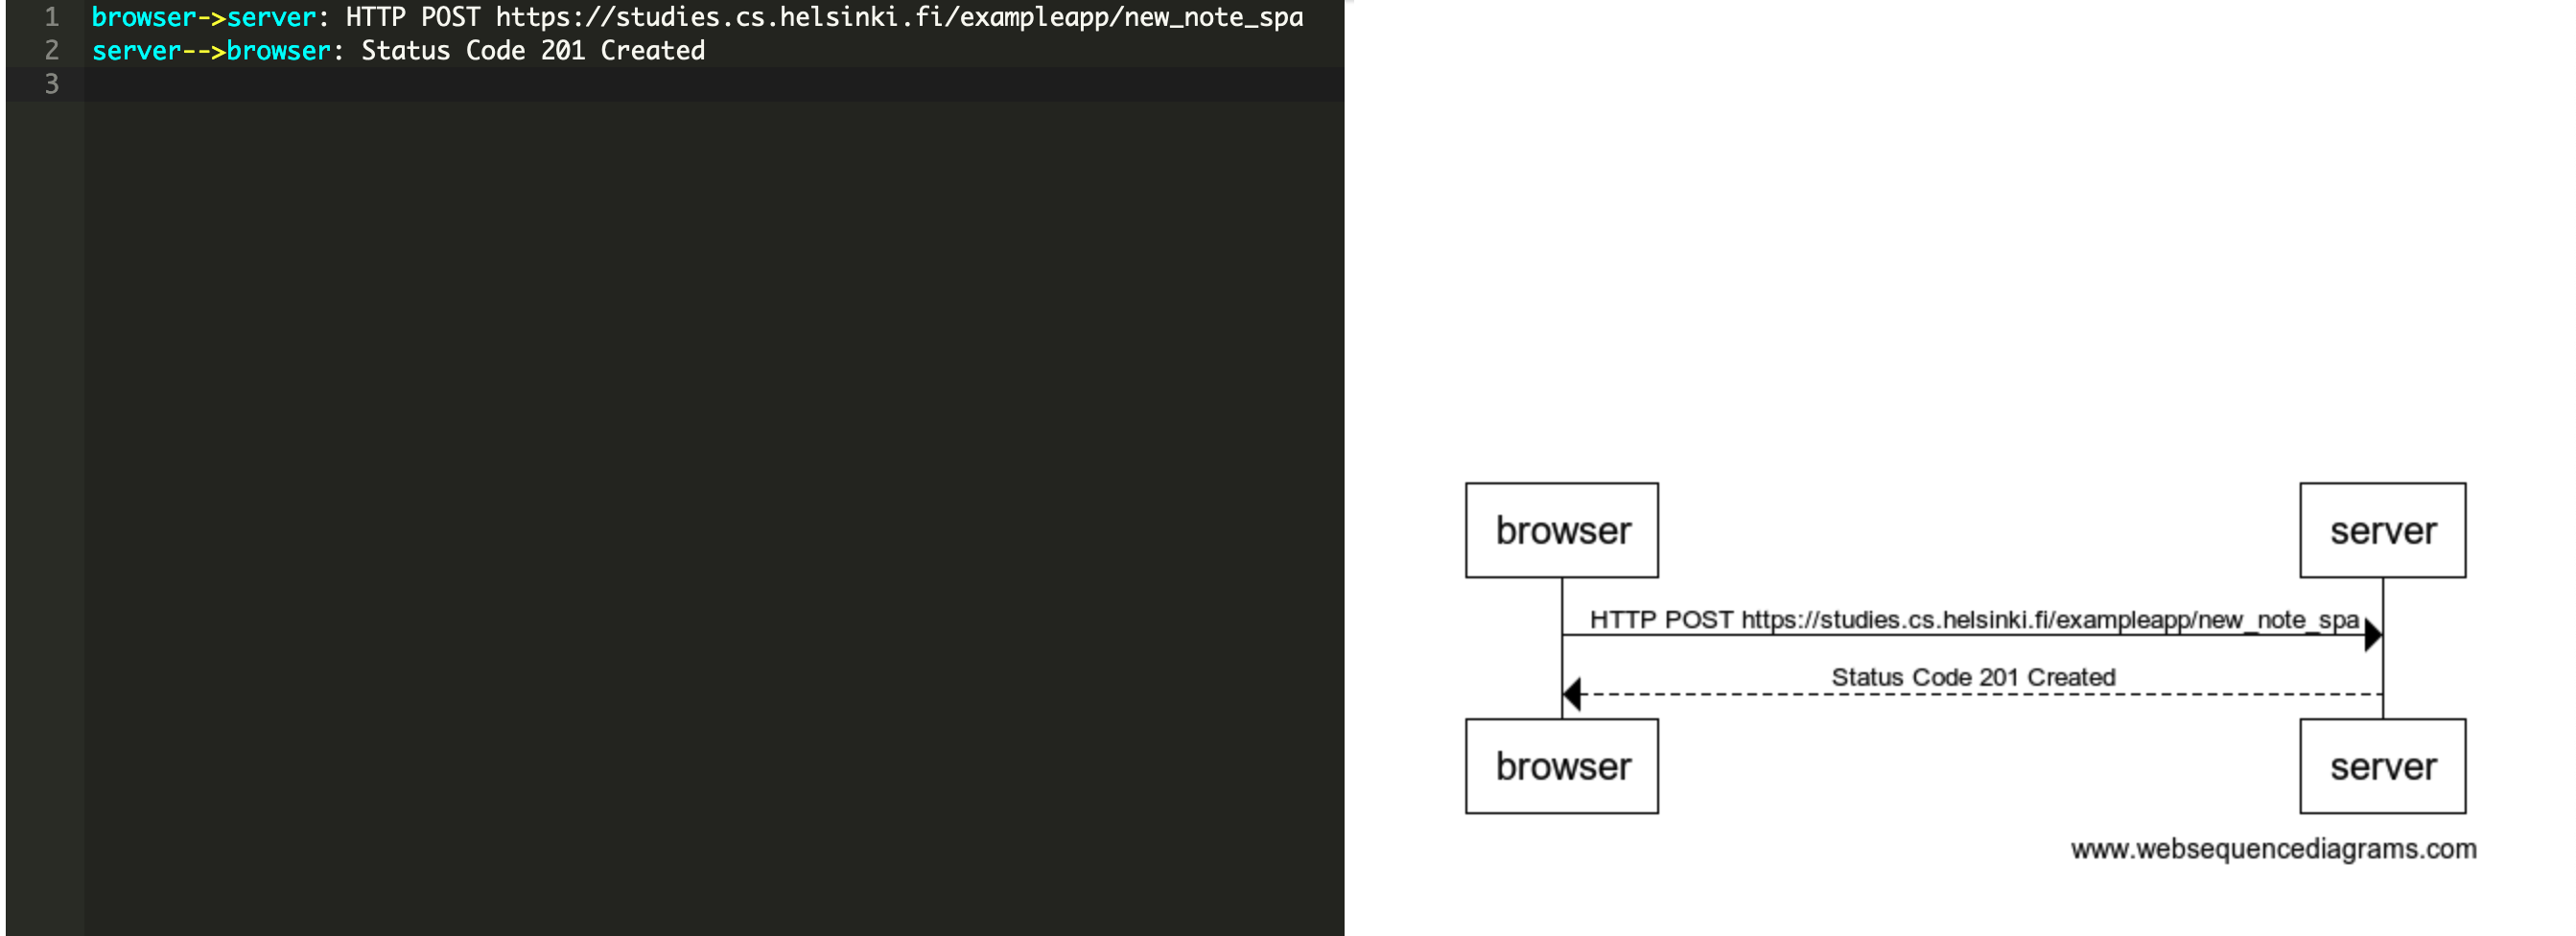 1 browser->server: HTTP POST https://studies.cs.helsinki.fi/exampleapp/new_note_spa
2 server-->browser: Status Code 201 Created
3
browser server
HTTP POST https://studies.cs.helsinki.fi/exampleapp/new_note_spa
Status Code 201 Created
browser server
www.websequencediagrams.com